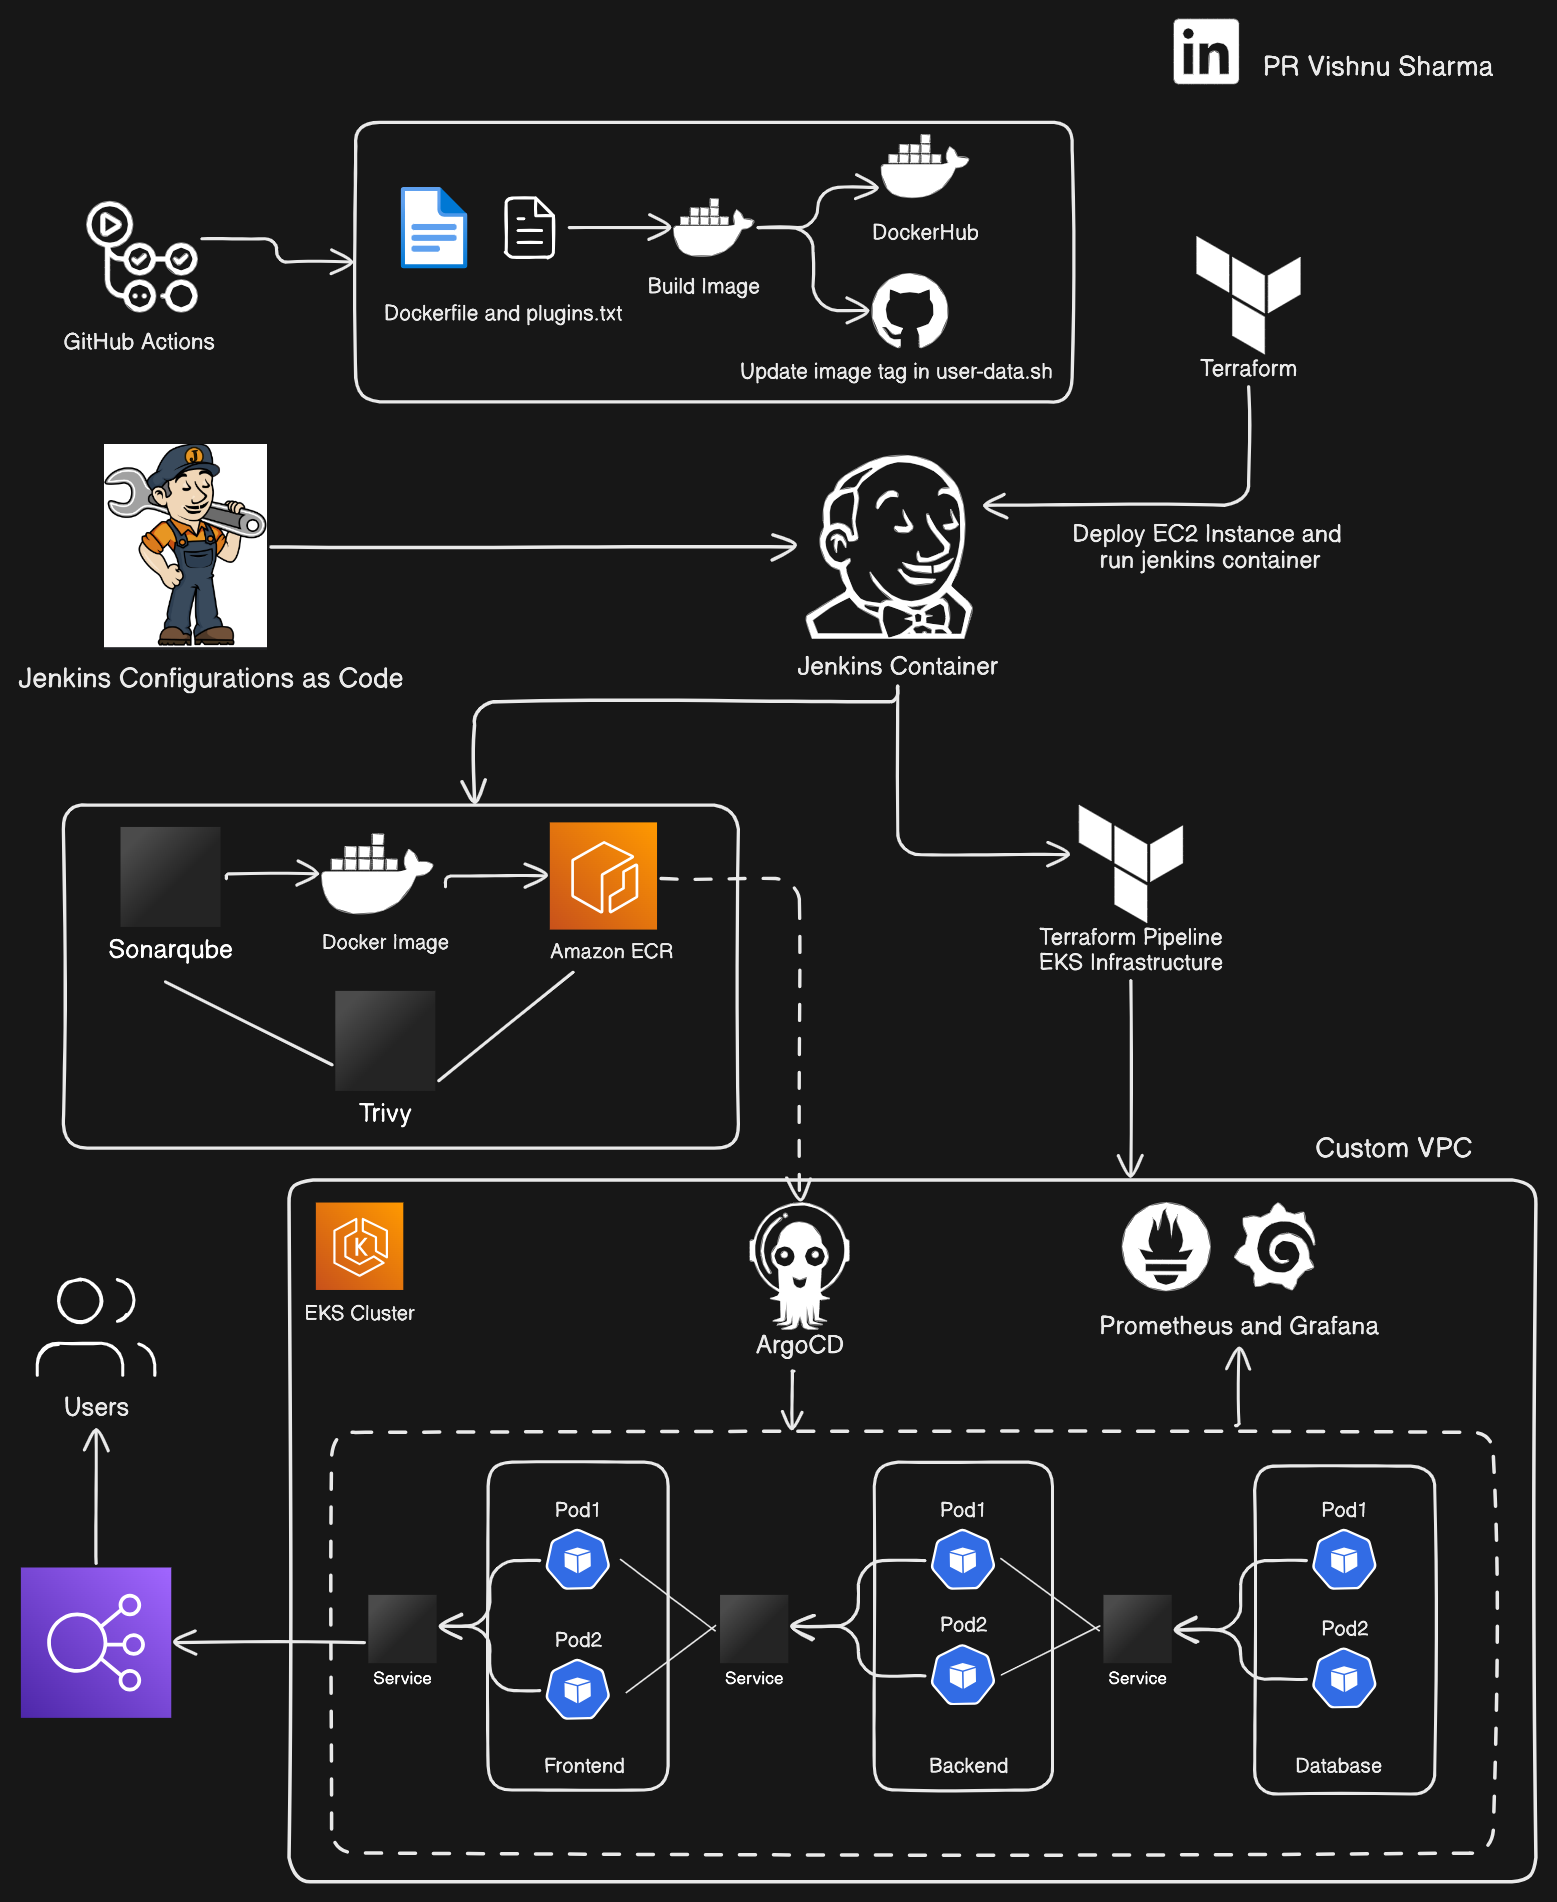 in
PR Vishnu Sharma
DockerHub
Build Image
Dockerfile and plugins.txt
GitHub Actions
Update image tag in user-data.sh
Terraform
J
Deploy EC2 Instance and
run jenkins container
Jenkins Configurations as Code
Jenkins Container
Sonarqube
Docker Image
Amazon ECR
Terraform Pipeline
EKS Infrastructure
Trivy
Custom VPC
K
EKS Cluster
ArgoCD
Prometheus and Grafana
Users
Pod1
Pod1
Pod1
Pod2
Pod2
Pod2
Service
Service
Service
Frontend
Backend
Database